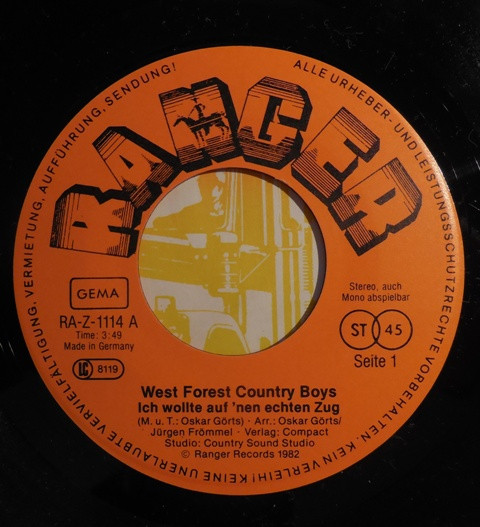 ALLE URHEBER- UND LEISTUNGSSCHUTZRECHTE VORBEHALTEN. KEIN VERLEIH! KEINE UNERLAUBTE VERVIELFÄLTIGUNG, VERMIETUNG, AUFFÜHRUNG, SENDUNG!
RANGER
GEMA
RA-Z-1114 A
Time: 3:49
Made in Germany
LC 8119
Stereo, auch
Mono abspielbar
ST 45
Seite 1
West Forest Country Boys
Ich wollte auf 'nen echten Zug
(M. u. T.: Oskar Görts) · Arr.: Oskar Görts/
Jürgen Frömmel · Verlag: Compact
Studio: Country Sound Studio
© Ranger Records 1982